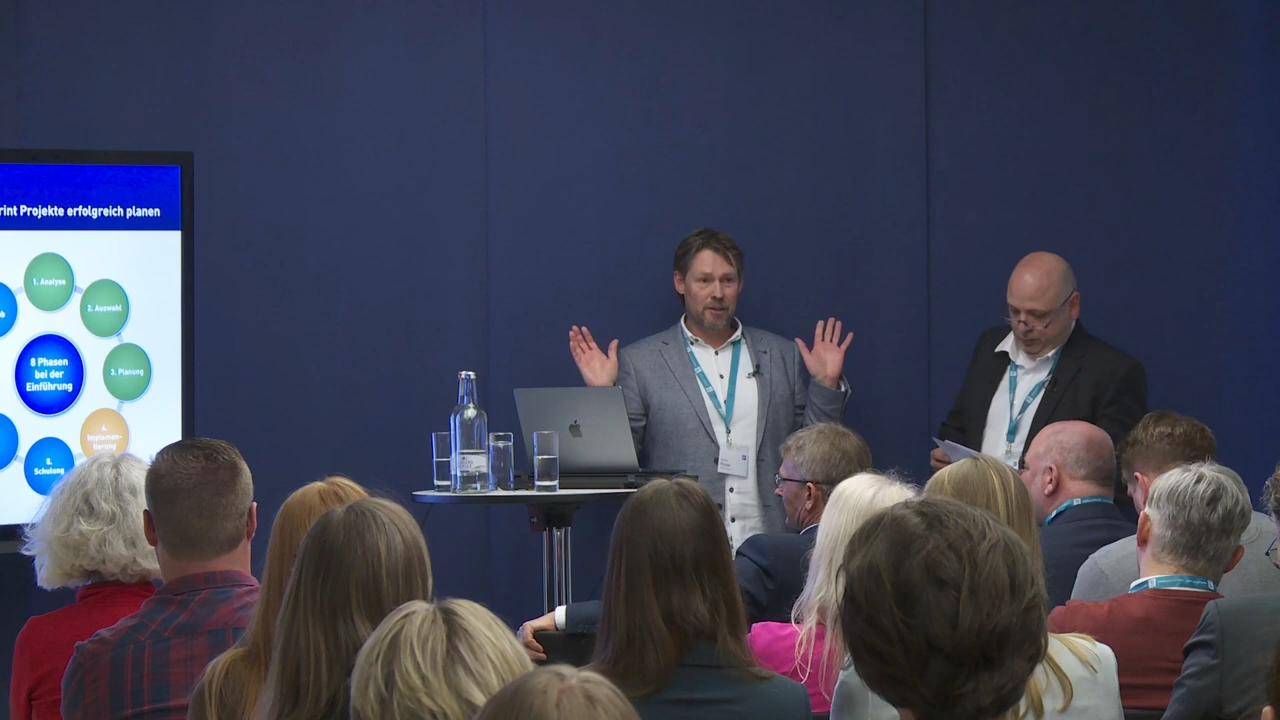 rint Projekte erfolgreich planen
1. Analyse
2. Auswahl
3. Planung
4.
Implemen-
tierung
5.
Schulung
8 Phasen
bei der
Einführung